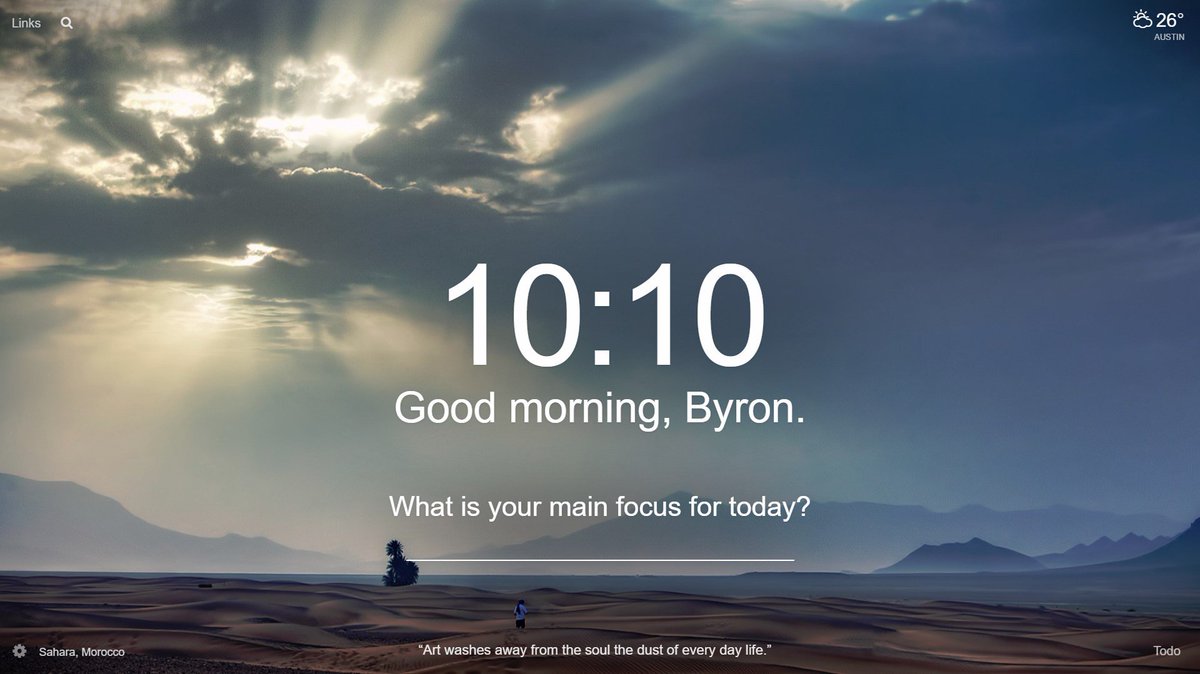 Links
26°
AUSTIN
10:10
Good morning, Byron.
What is your main focus for today?
Sahara, Morocco
“Art washes away from the soul the dust of every day life.”
Todo